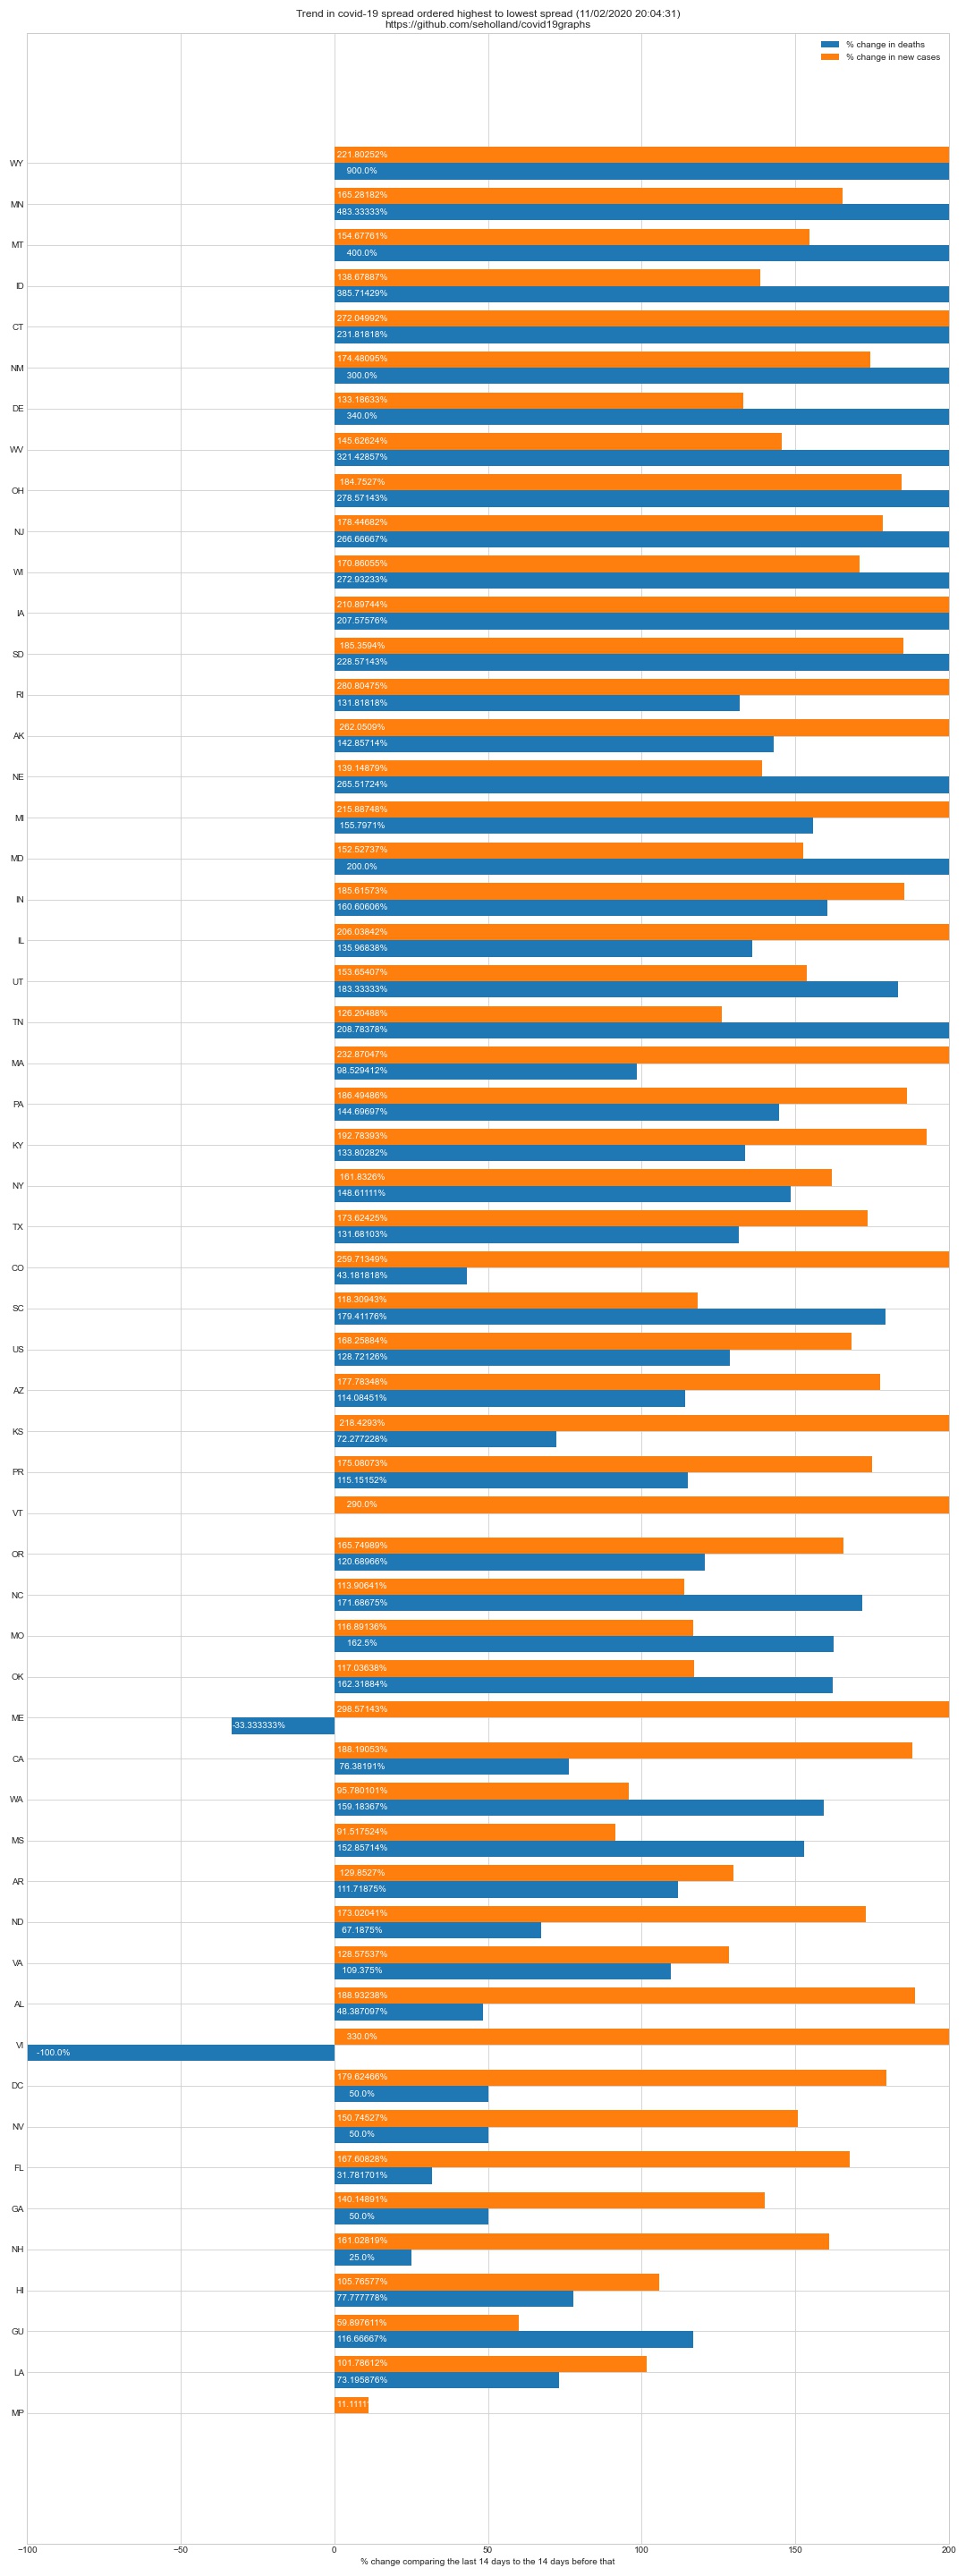 Trend in covid-19 spread ordered highest to lowest spread (11/02/2020 20:04:31)
https://github.com/seholland/covid19graphs
% change in deaths
% change in new cases
WY
221.80252%
900.0%
MN
165.28182%
483.33333%
MT
154.67761%
400.0%
ID
138.67887%
385.71429%
CT
272.04992%
231.81818%
NM
174.48095%
300.0%
DE
133.18633%
340.0%
WV
145.62624%
321.42857%
OH
184.7527%
278.57143%
NJ
178.44682%
266.66667%
WI
170.86055%
272.93233%
IA
210.89744%
207.57576%
SD
185.3594%
228.57143%
RI
280.80475%
131.81818%
AK
262.0509%
142.85714%
NE
139.14879%
265.51724%
MI
215.88748%
155.7971%
MD
152.52737%
200.0%
IN
185.61573%
160.60606%
IL
206.03842%
135.96838%
UT
153.65407%
183.33333%
TN
126.20488%
208.78378%
MA
232.87047%
98.529412%
PA
186.49486%
144.69697%
KY
192.78393%
133.80282%
NY
161.8326%
148.61111%
TX
173.62425%
131.68103%
CO
259.71349%
43.181818%
SC
118.30943%
179.41176%
US
168.25884%
128.72126%
AZ
177.78348%
114.08451%
KS
218.4293%
72.277228%
PR
175.08073%
115.15152%
VT
290.0%
OR
165.74989%
120.68966%
NC
113.90641%
171.68675%
MO
116.89136%
162.5%
OK
117.03638%
162.31884%
ME
298.57143%
-33.333333%
CA
188.19053%
76.38191%
WA
95.780101%
159.18367%
MS
91.517524%
152.85714%
AR
129.8527%
111.71875%
ND
173.02041%
67.1875%
VA
128.57537%
109.375%
AL
188.93238%
48.387097%
VI
330.0%
-100.0%
DC
179.62466%
50.0%
NV
150.74527%
50.0%
FL
167.60828%
31.781701%
GA
140.14891%
50.0%
NH
161.02819%
25.0%
HI
105.76577%
77.777778%
GU
59.897611%
116.66667%
LA
101.78612%
73.195876%
MP
−100 −50 0 50 100 150 200
% change comparing the last 14 days to the 14 days before that